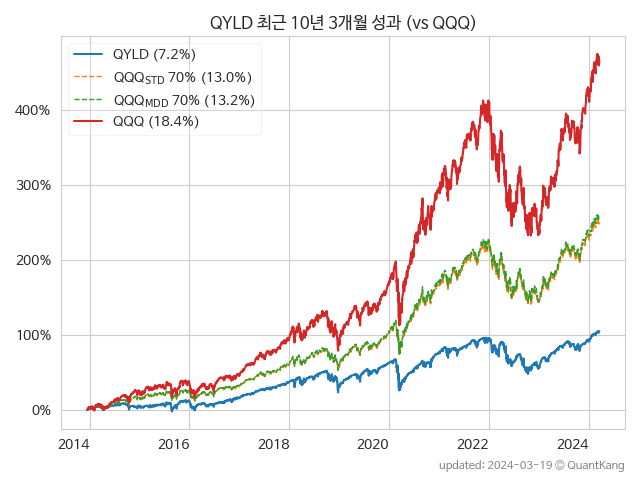 QYLD 최근 10년 3개월 성과 (vs QQQ)
QYLD (7.2%)
QQQSTD 70% (13.0%)
QQQMDD 70% (13.2%)
QQQ (18.4%)
400%
300%
200%
100%
0%
2014 2016 2018 2020 2022 2024
updated: 2024-03-19 © QuantKang